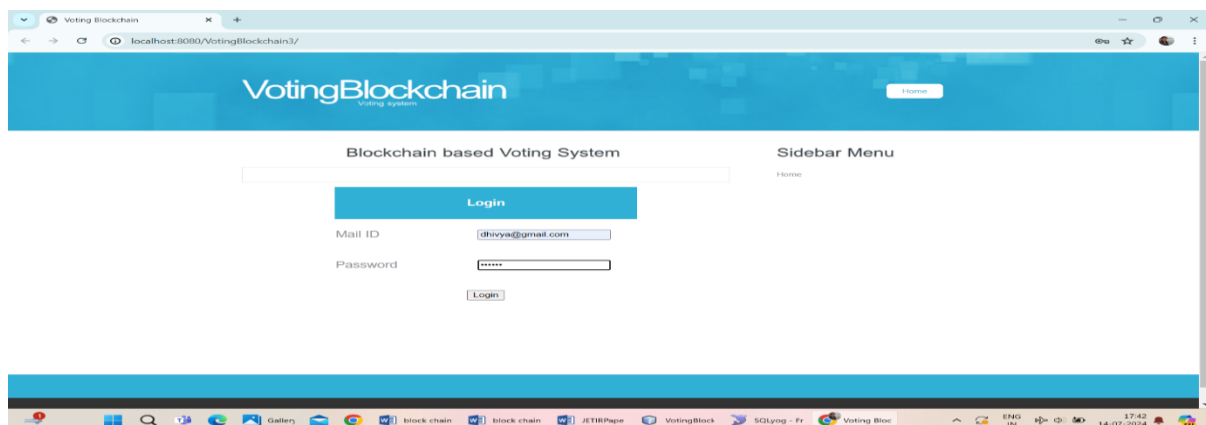 Voting Blockchain
localhost:8080/VotingBlockchain3/
VotingBlockchain
Voting system
Home
Blockchain based Voting System
Sidebar Menu
Home
Login
Mail ID
dhivya@gmail.com
Password
••••••
Login
Gallery
block chain
block chain
JETIRPape
VotingBlock
SQLyog - Fr
Voting Bloc
ENG
IN
17:42
14-07-2024